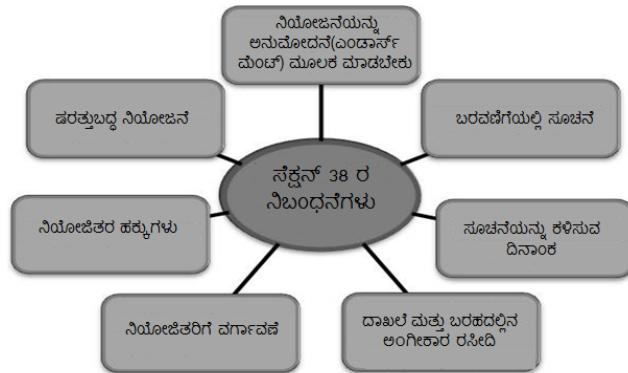 ನಿಯೋಜನೆಯನ್ನು
ಅನುಮೋದನೆ(ಎಂಡಾರ್ಸ್
ಮೆಂಟ್) ಮೂಲಕ ಮಾಡಬೇಕು
ಷರತ್ತುಬದ್ಧ ನಿಯೋಜನೆ
ಬರವಣಿಗೆಯಲ್ಲಿ ಸೂಚನೆ
ಸೆಕ್ಷನ್ 38 ರ
ನಿಬಂಧನೆಗಳು
ನಿಯೋಜಿತರ ಹಕ್ಕುಗಳು
ಸೂಚನೆಯನ್ನು ಕಳಿಸುವ
ದಿನಾಂಕ
ನಿಯೋಜಿತರಿಗೆ ವರ್ಗಾವಣೆ
ದಾಖಲೆ ಮತ್ತು ಬರಹದಲ್ಲಿನ
ಅಂಗೀಕಾರ ರಸೀದಿ